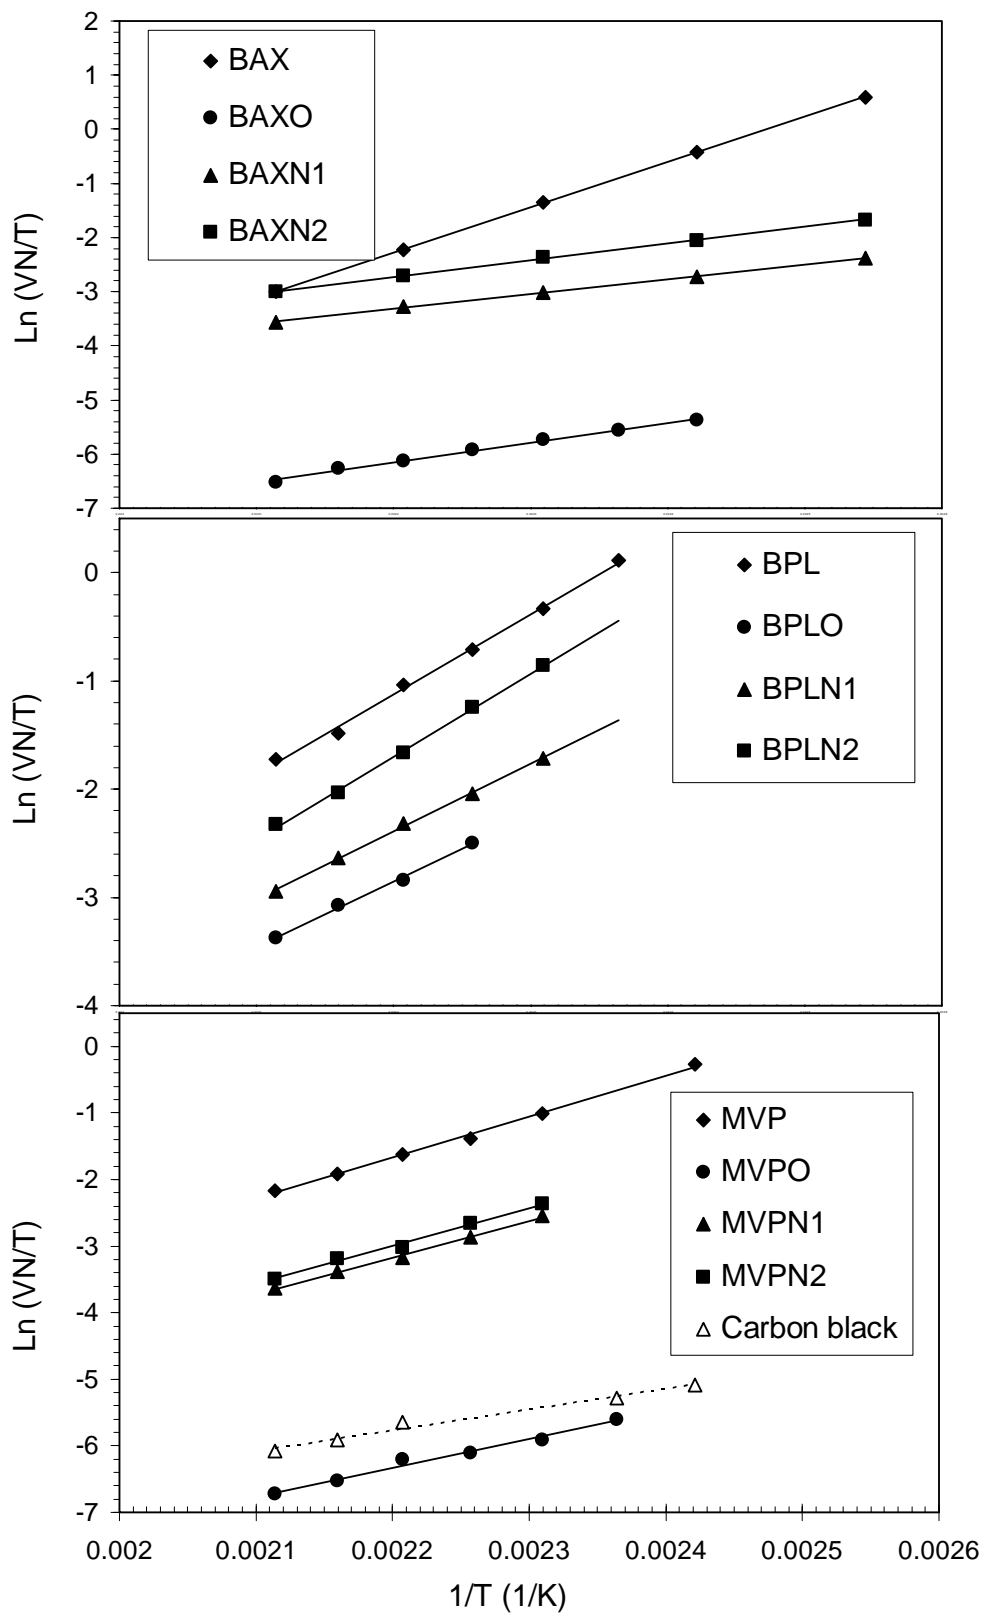 2
1
0
-1
-2
-3
-4
-5
-6
-7
Ln (VN/T)
BAX
BAXO
BAXN1
BAXN2
0
-1
-2
-3
-4
Ln (VN/T)
BPL
BPLO
BPLN1
BPLN2
0
-1
-2
-3
-4
-5
-6
-7
Ln (VN/T)
MVP
MVPO
MVPN1
MVPN2
Carbon black
0.002 0.0021 0.0022 0.0023 0.0024 0.0025 0.0026
1/T (1/K)